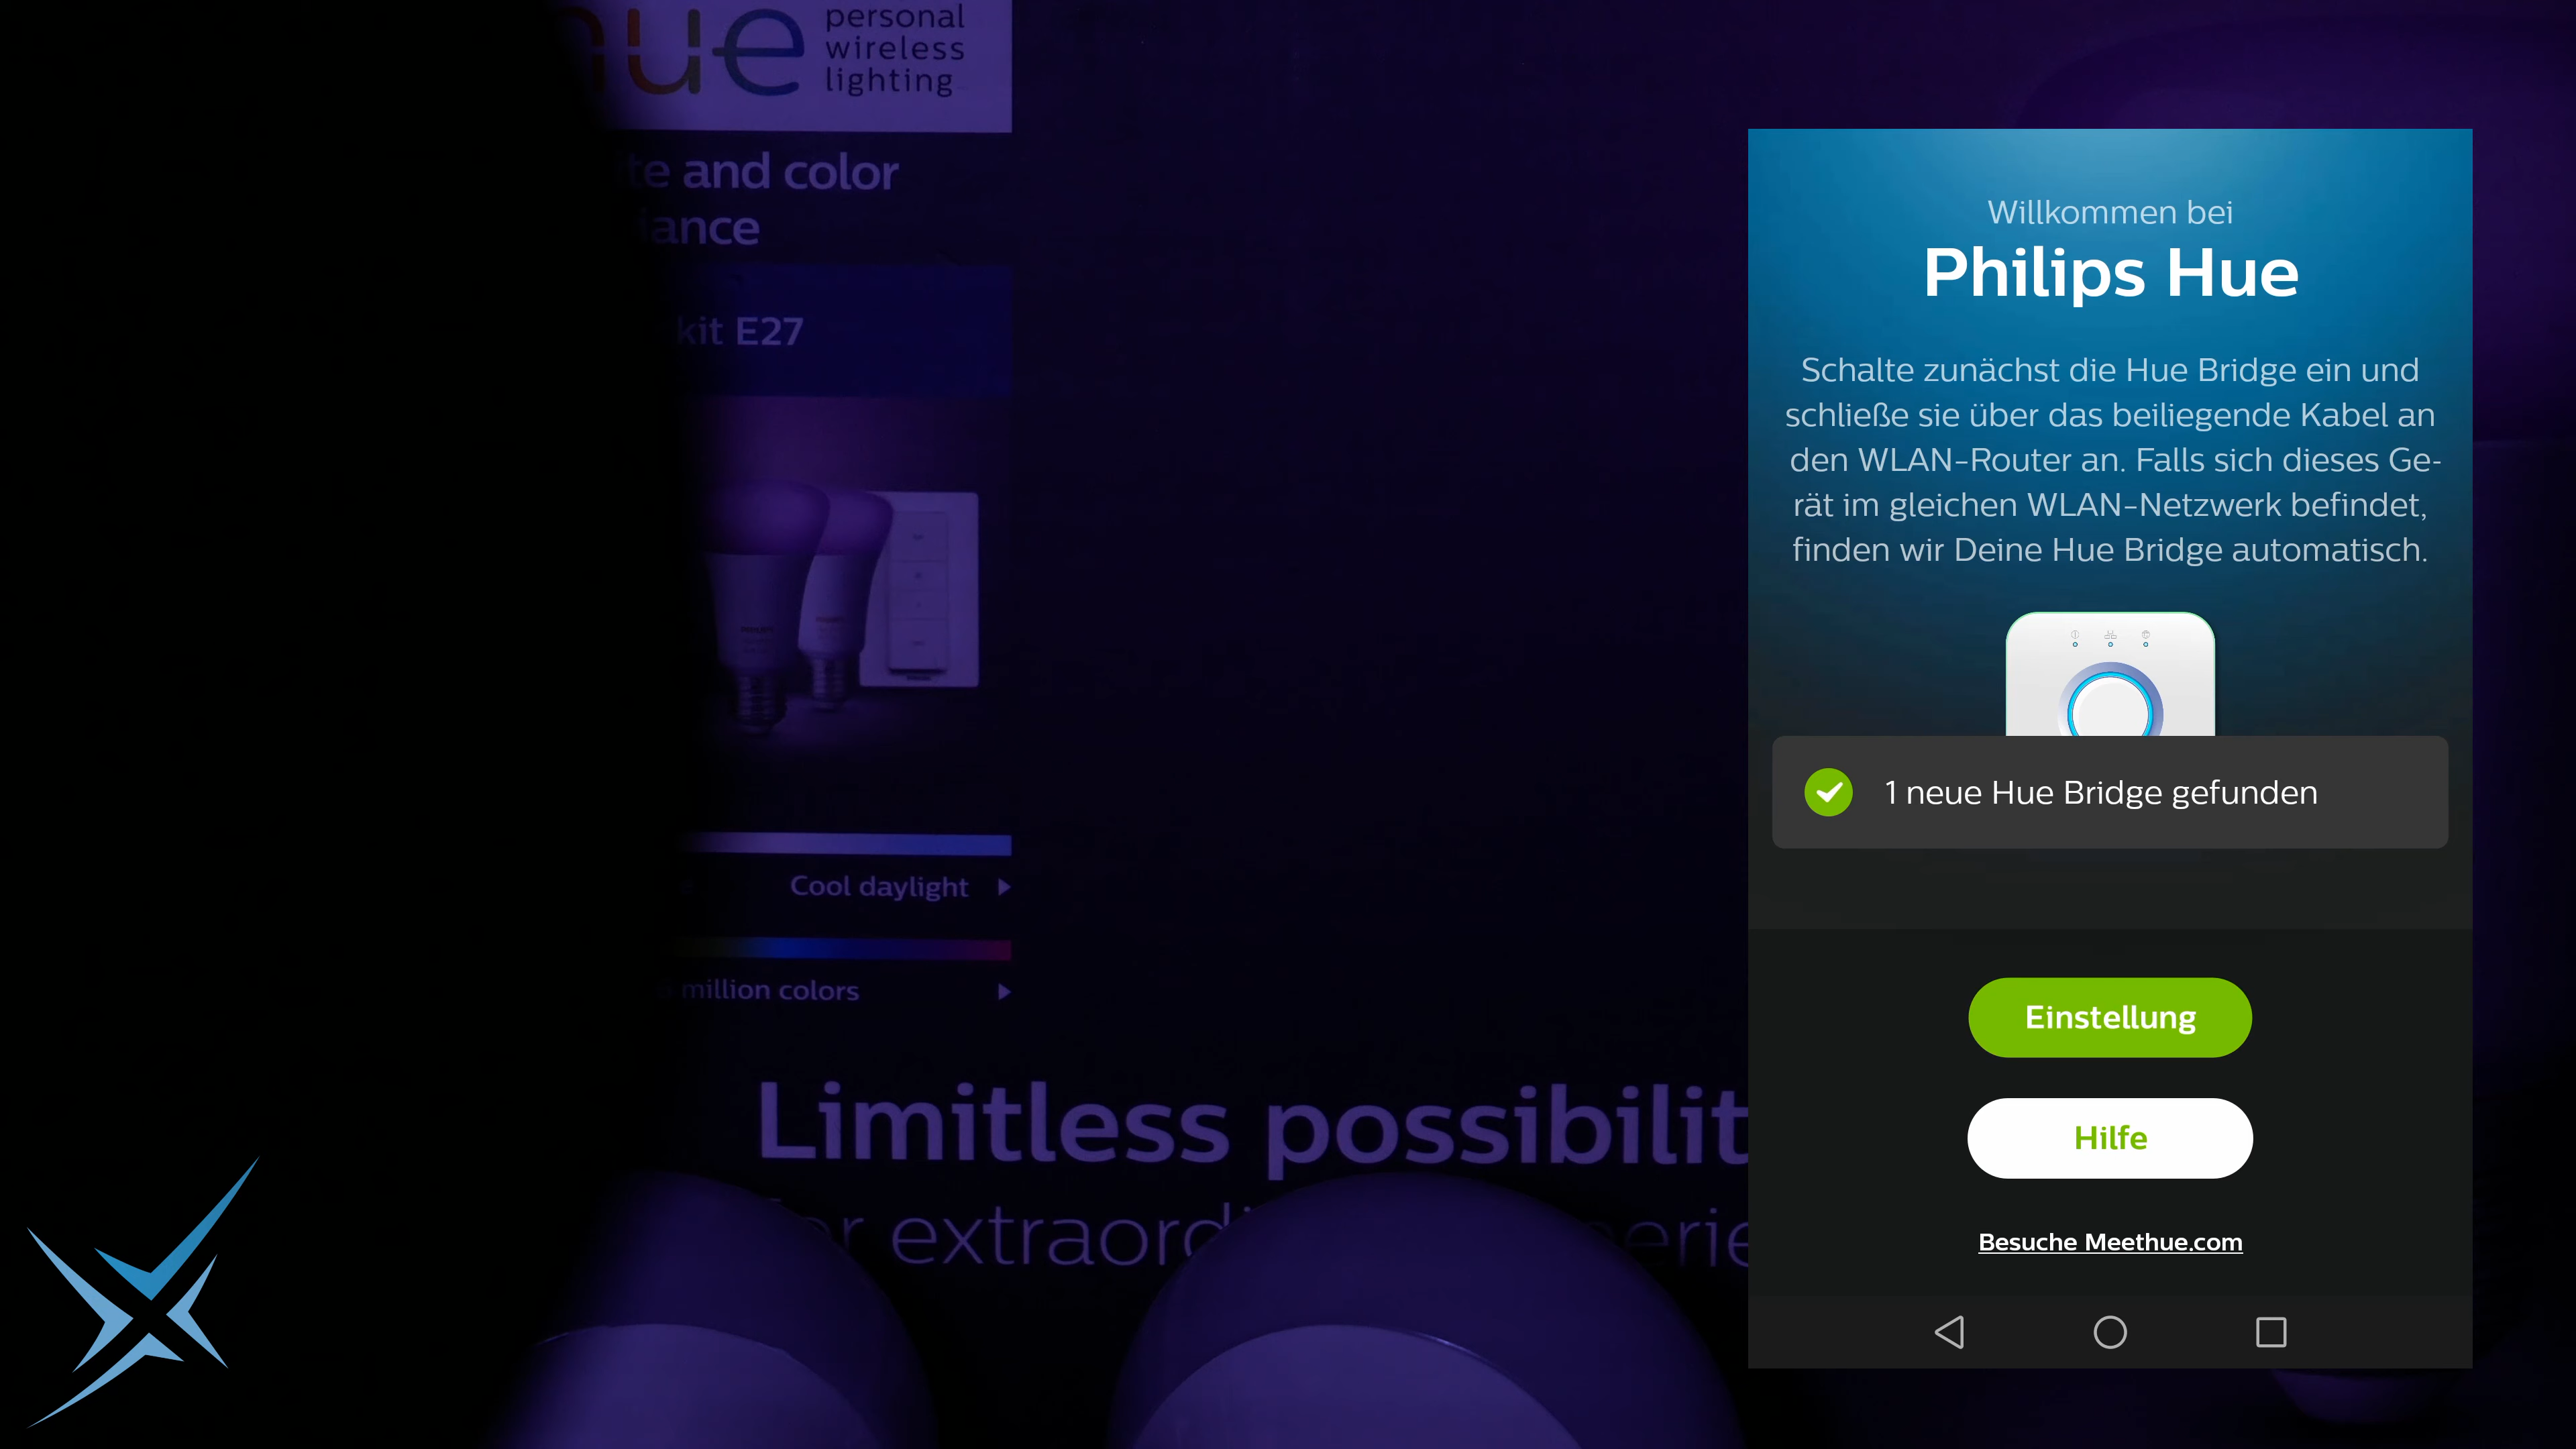 hue personal
wireless
lighting
and color
kit E27
Cool daylight
million colors
Limitless
extraord
Willkommen bei
Philips Hue
Schalte zunächst die Hue Bridge ein und
schließe sie über das beiliegende Kabel an
den WLAN-Router an. Falls sich dieses Ge-
rät im gleichen WLAN-Netzwerk befindet,
finden wir Deine Hue Bridge automatisch.
1 neue Hue Bridge gefunden
Einstellung
Hilfe
Besuche Meethue.com